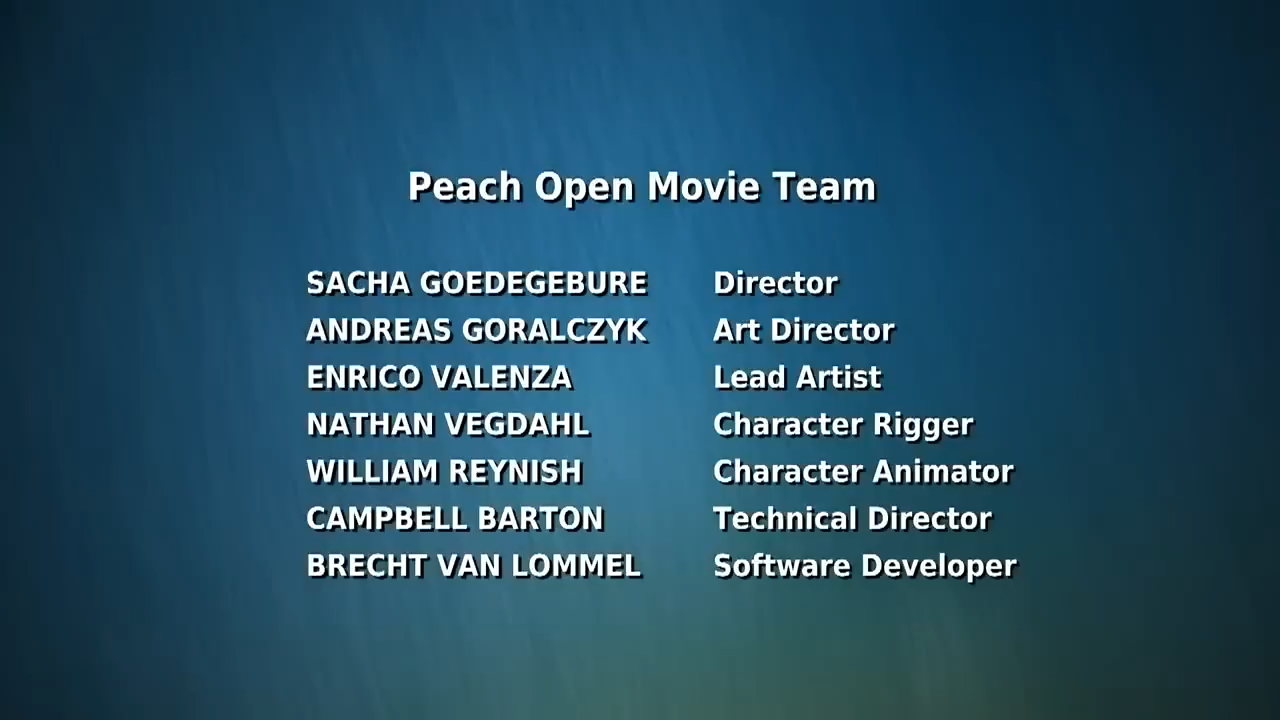 Peach Open Movie Team
SACHA GOEDEGEBURE Director
ANDREAS GORALCZYK Art Director
ENRICO VALENZA Lead Artist
NATHAN VEGDAHL Character Rigger
WILLIAM REYNISH Character Animator
CAMPBELL BARTON Technical Director
BRECHT VAN LOMMEL Software Developer